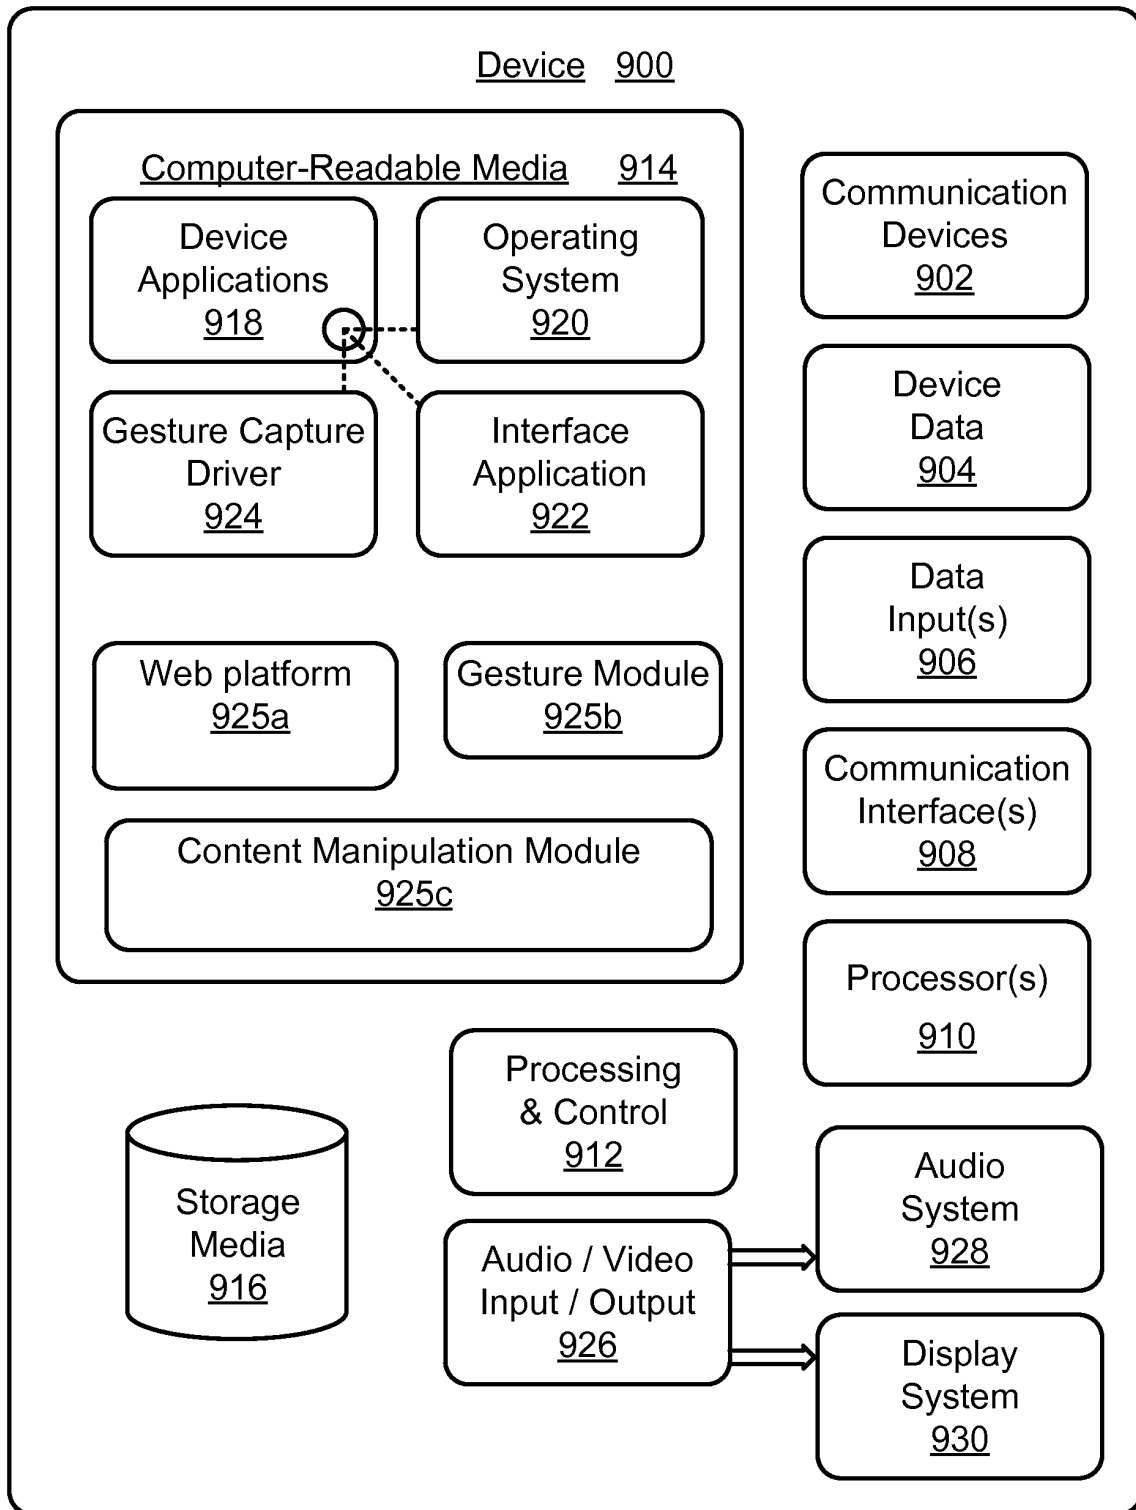 Device 900
Computer-Readable Media 914
Device
Applications
918
Operating
System
920
Gesture Capture
Driver
924
Interface
Application
922
Web platform
925a
Gesture Module
925b
Content Manipulation Module
925c
Communication
Devices
902
Device
Data
904
Data
Input(s)
906
Communication
Interface(s)
908
Processor(s)
910
Processing
& Control
912
Storage
Media
916
Audio / Video
Input / Output
926
Audio
System
928
Display
System
930